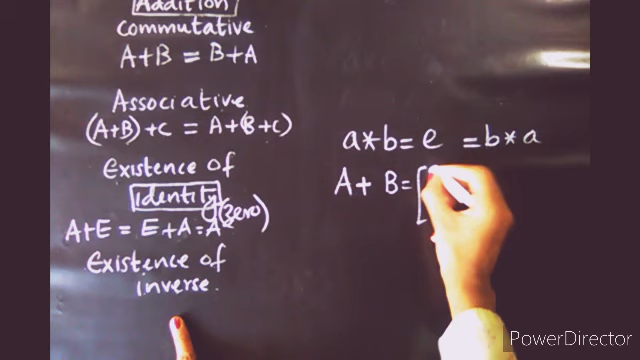 Addition
Commutative
A+B = B+A
Associative
(A+B)+C = A+(B+C)
Existence of
identity
(zero)
A+E = E+A = A
Existence of
inverse.
a*b = e = b*a
A+ B = [
PowerDirector